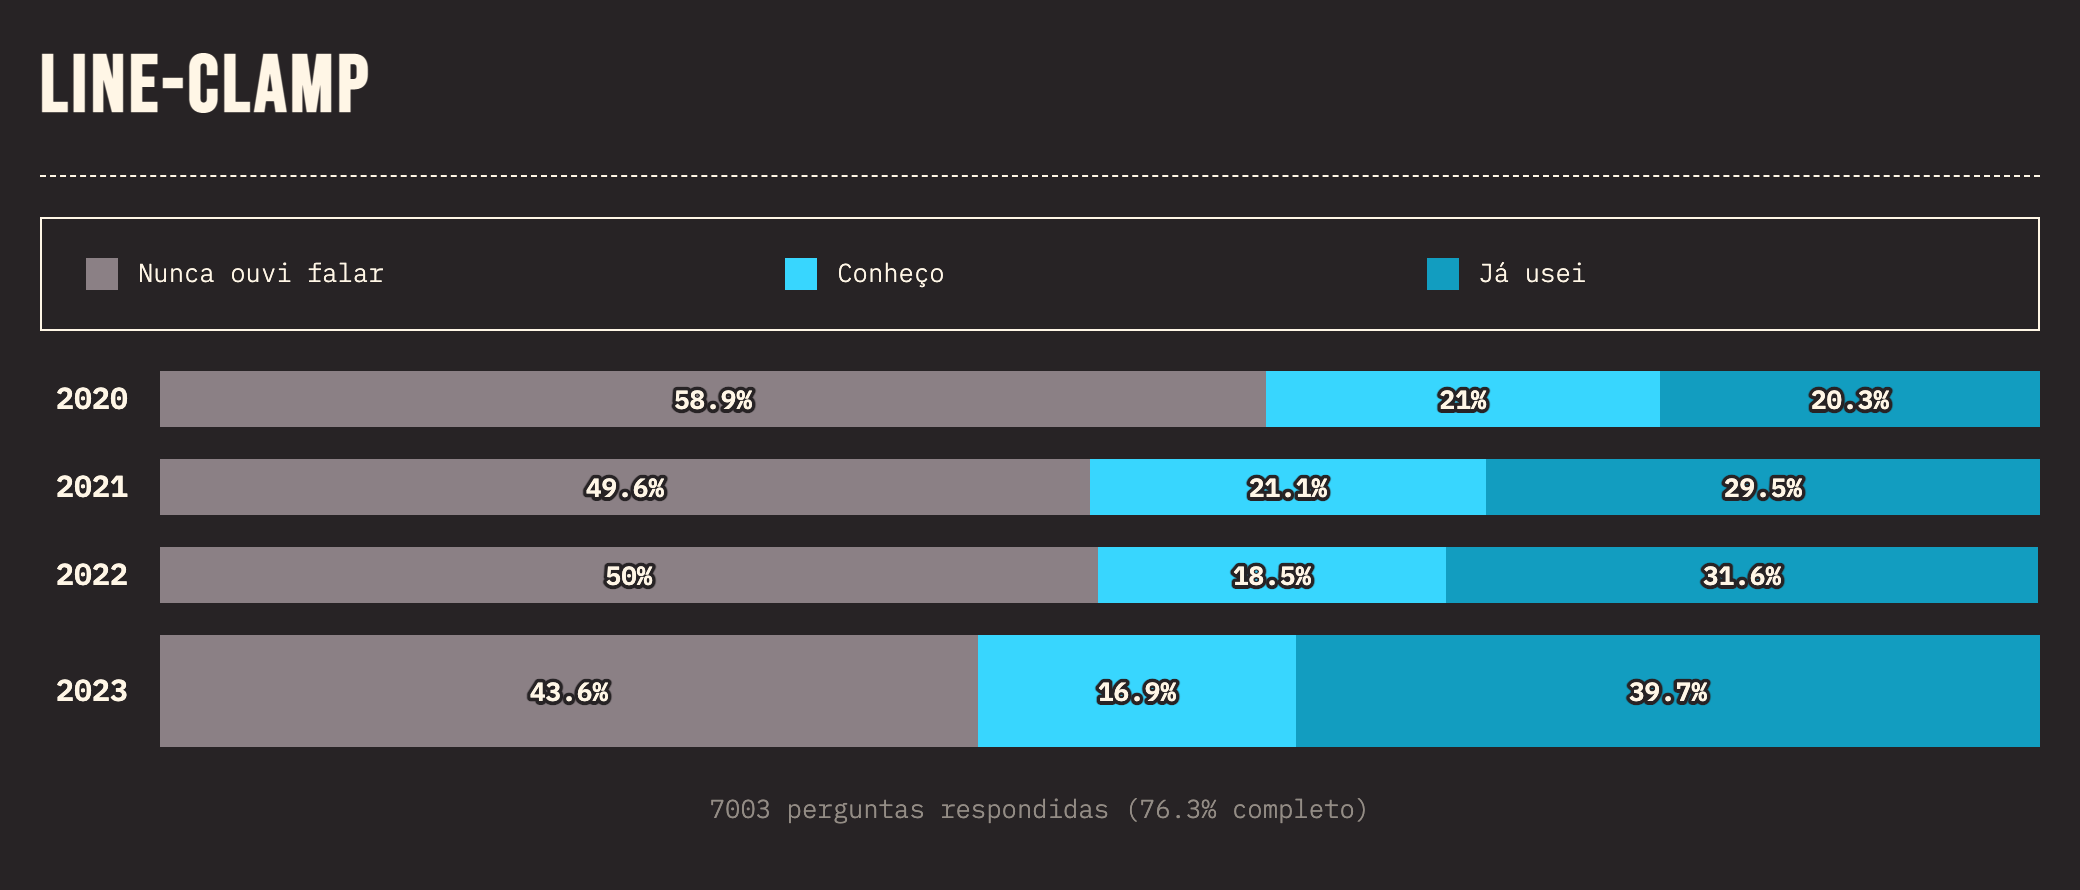 LINE-CLAMP
Nunca ouvi falar Conheço Já usei
2020 58.9% 21% 20.3%
2021 49.6% 21.1% 29.5%
2022 50% 18.5% 31.6%
2023 43.6% 16.9% 39.7%
7003 perguntas respondidas (76.3% completo)